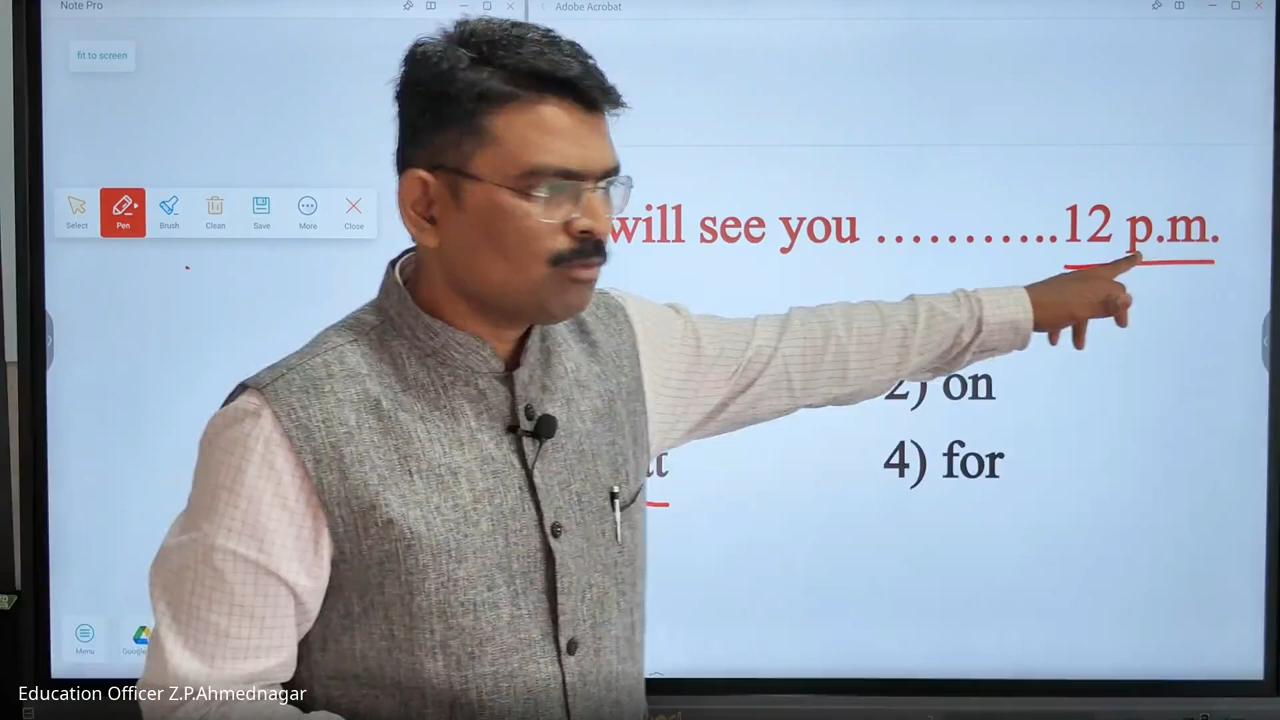 Note Pro
Adobe Acrobat
fit to screen
Select Pen Brush Clean Save More Close
will see you ………..12 p.m.
2) on
4) for
Menu
Education Officer Z.P.Ahmednagar